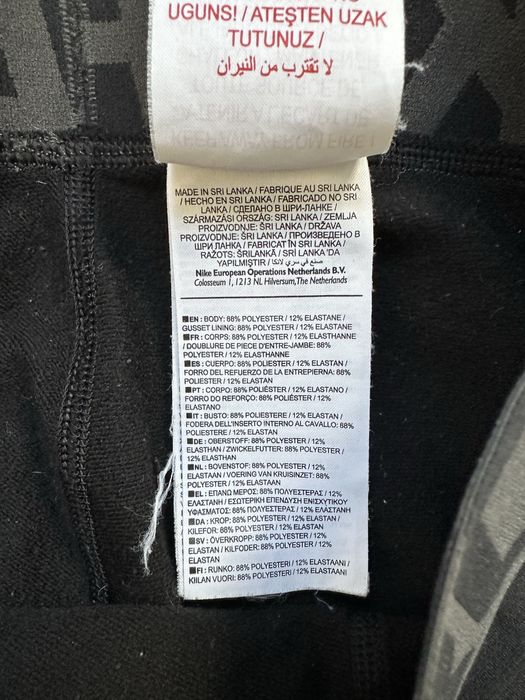 UGUNS! / ATEŞTEN UZAK
TUTUNUZ /
لا تقترب من النيران
MADE IN SRI LANKA / FABRIQUE AU SRI LANKA
/ HECHO EN SRI LANKA / FABRICADO NO SRI
LANKA / СДЕЛАНО В ШРИ-ЛАНКЕ /
SZÁRMAZÁSI ORSZÁG: SRI LANKA / ZEMLJA
PROIZVODNJE: ŠRI LANKA / DRŽAVA
PROIZVODNJE: ŠRI LANKA / ПРОИЗВЕДЕНО В
ШРИ ЛАНКА / FABRICAT ÎN SRI LANKA /
RAŽOTS: ŠRILANKĀ / SRİ LANKA 'DA
YAPILMIŞTIR / صنع في سري لانكا
Nike European Operations Netherlands B.V.
Colosseum 1, 1213 NL Hilversum, The Netherlands
EN : BODY: 88% POLYESTER / 12% ELASTANE /
GUSSET LINING: 88% POLYESTER / 12% ELASTANE
FR : CORPS: 88% POLYESTER / 12% ELASTHANNE
/ DOUBLURE DE PIECE D'ENTRE-JAMBE: 88%
POLYESTER / 12% ELASTHANNE
ES : CUERPO: 88% POLIESTER / 12% ELASTAN /
FORRO DEL REFUERZO DE LA ENTREPIERNA: 88%
POLIESTER / 12% ELASTAN
PT : CORPO: 88% POLIÉSTER / 12% ELASTANO /
FORRO DO REFORÇO: 88% POLIÉSTER / 12%
ELASTANO
IT : BUSTO: 88% POLIESTERE / 12% ELASTAN /
FODERA DELL'INSERTO INTERNO AL CAVALLO: 88%
POLIESTERE / 12% ELASTAN
DE : OBERSTOFF: 88% POLYESTER / 12%
ELASTHAN / ZWICKELFUTTER: 88% POLYESTER /
12% ELASTHAN
NL : BOVENSTOF: 88% POLYESTER / 12%
ELASTAAN / VOERING VAN KRUISINZET: 88%
POLYESTER / 12% ELASTAAN
EL : ΕΠΑΝΩ ΜΕΡΟΣ: 88% ΠΟΛΥΕΣΤΕΡΑΣ / 12%
ΕΛΑΣΤΑΝΗ / ΕΣΩΤΕΡΙΚΗ ΕΠΕΝΔΥΣΗ ΕΝΙΣΧΥΤΙΚΟΥ
ΥΦΑΣΜΑΤΟΣ: 88% ΠΟΛΥΕΣΤΕΡΑΣ / 12% ΕΛΑΣΤΑΝΗ
DA : KROP: 88% POLYESTER / 12% ELASTAN /
KILEFOR: 88% POLYESTER / 12% ELASTAN
SV : ÖVERKROPP: 88% POLYESTER / 12%
ELASTAN / KILFODER: 88% POLYESTER / 12%
ELASTAN
FI : RUNKO: 88% POLYESTERI / 12% ELASTAANI /
KIILAN VUORI: 88% POLYESTERI / 12% ELASTAANI